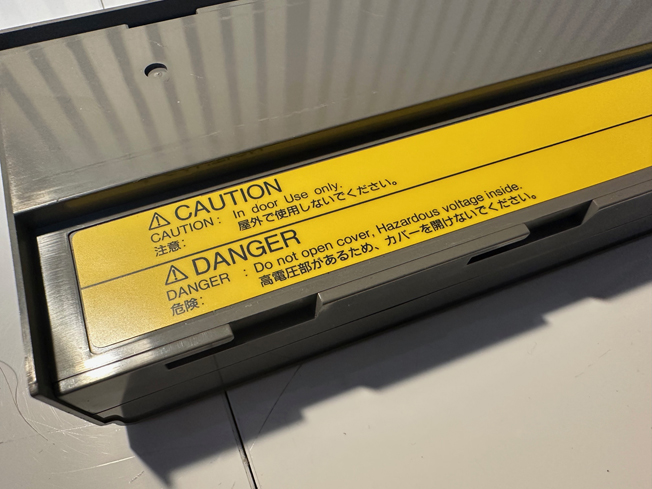 ⚠ CAUTION
CAUTION : In door Use only.
注意: 屋外で使用しないでください。
⚠ DANGER
DANGER : Do not open cover, Hazardous voltage inside.
危険: 高電圧部があるため、カバーを開けないでください。